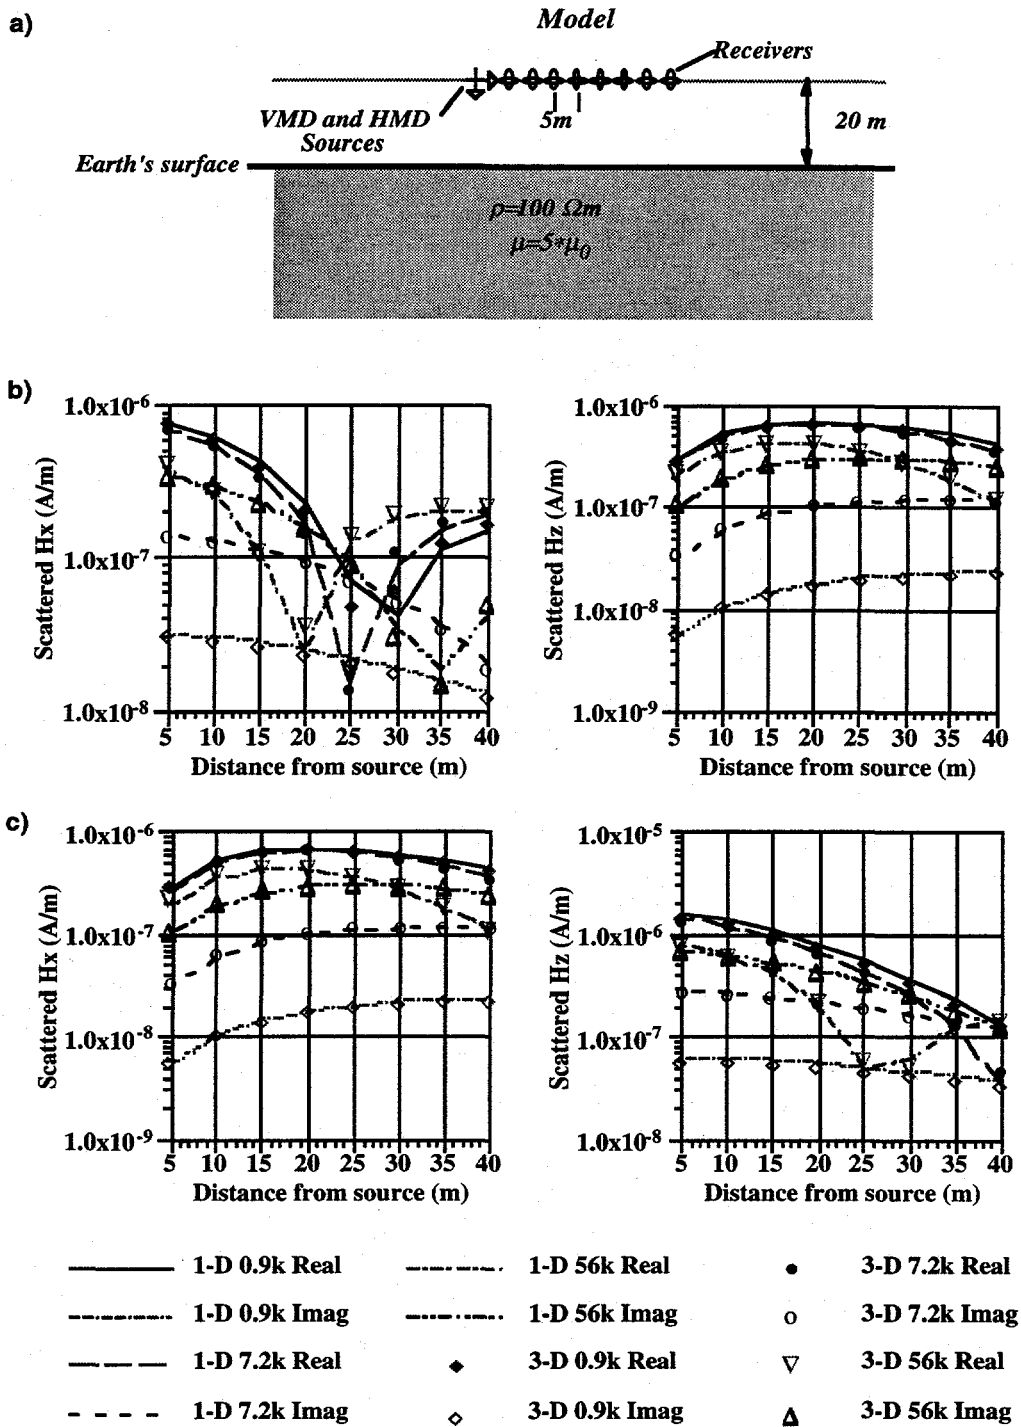 a)
Model
Receivers
VMD and HMD
Sources
5m
20 m
Earth's surface
ρ=100 Ωm
μ=5*μ0
b)
1.0x10-6
1.0x10-7
1.0x10-8
Scattered Hx (A/m)
5 10 15 20 25 30 35 40
Distance from source (m)
1.0x10-6
1.0x10-7
1.0x10-8
1.0x10-9
Scattered Hz (A/m)
5 10 15 20 25 30 35 40
Distance from source (m)
c)
1.0x10-6
1.0x10-7
1.0x10-8
1.0x10-9
Scattered Hx (A/m)
5 10 15 20 25 30 35 40
Distance from source (m)
1.0x10-5
1.0x10-6
1.0x10-7
1.0x10-8
Scattered Hz (A/m)
5 10 15 20 25 30 35 40
Distance from source (m)
1-D 0.9k Real 1-D 56k Real 3-D 7.2k Real
1-D 0.9k Imag 1-D 56k Imag 3-D 7.2k Imag
1-D 7.2k Real 3-D 0.9k Real 3-D 56k Real
1-D 7.2k Imag 3-D 0.9k Imag 3-D 56k Imag